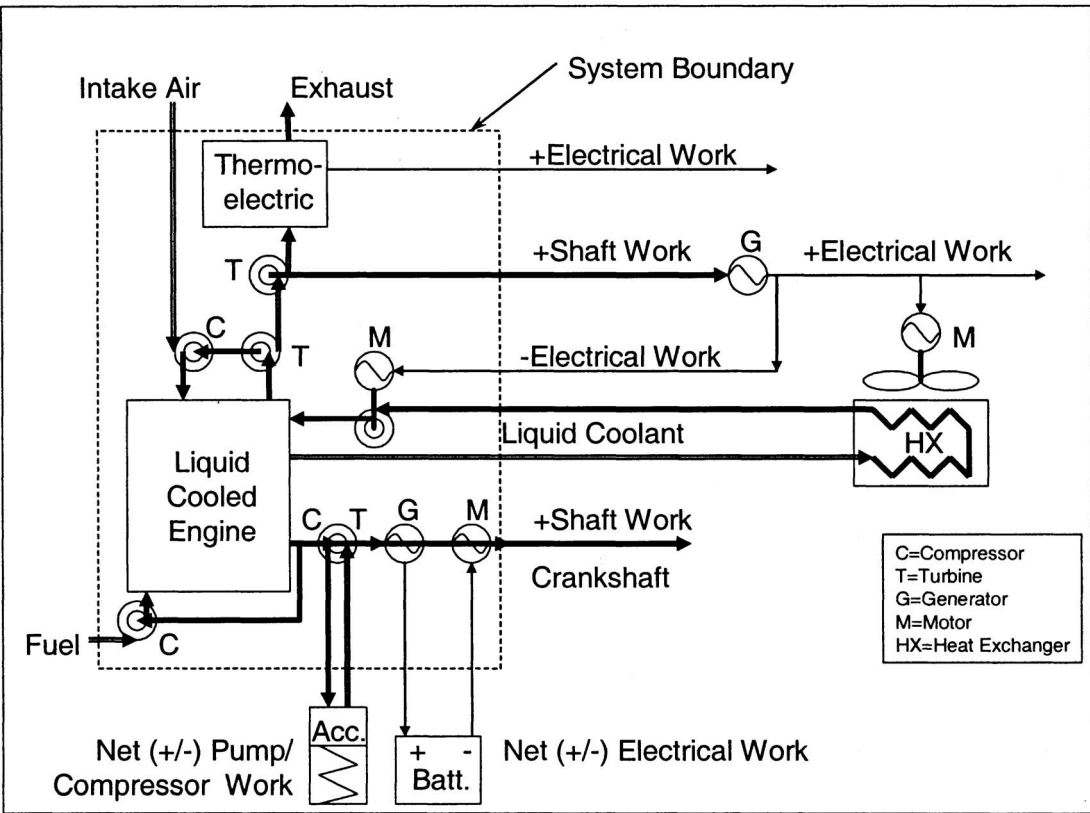 System Boundary
Intake Air
Exhaust
Thermo-
electric
+Electrical Work
T
+Shaft Work
G
+Electrical Work
C
T
M
-Electrical Work
M
Liquid Coolant
HX
Liquid
Cooled
Engine
C
T
G
M
+Shaft Work
Crankshaft
C=Compressor
T=Turbine
G=Generator
M=Motor
HX=Heat Exchanger
Fuel
C
Acc.
Net (+/-) Pump/
Compressor Work
+ -
Batt.
Net (+/-) Electrical Work